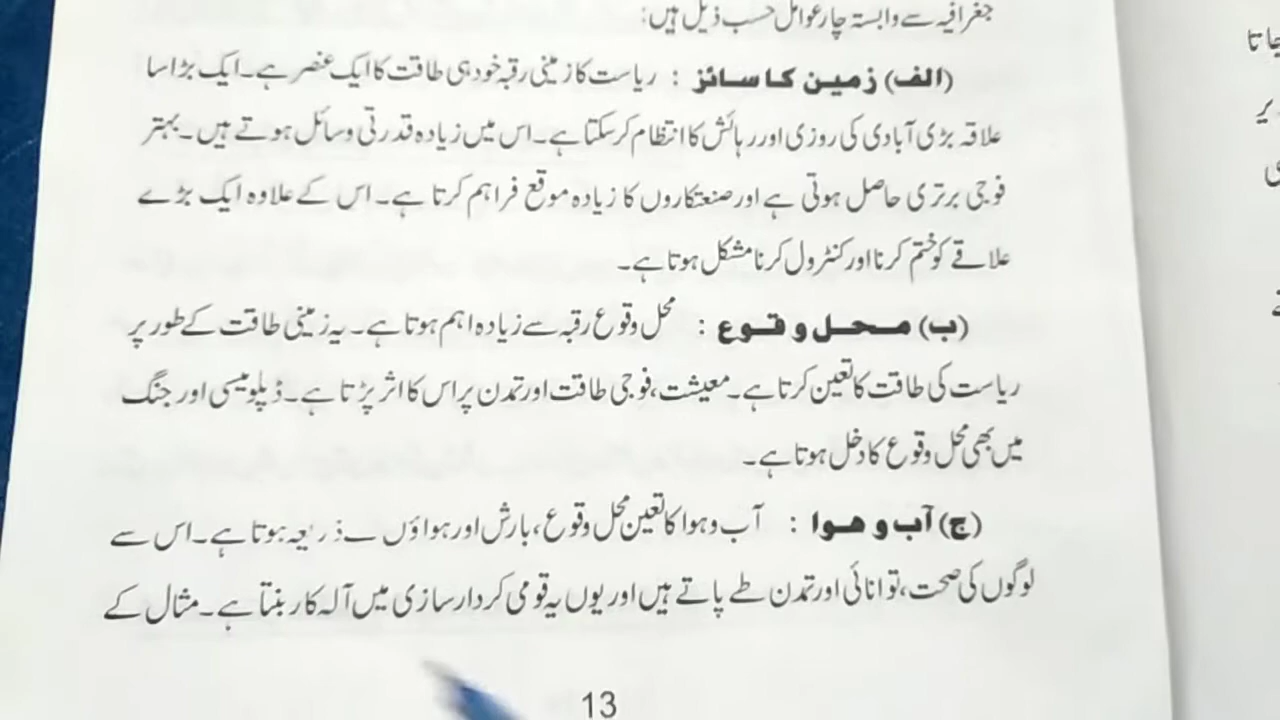 جغرافیہ سے وابستہ چار عوامل حسب ذیل ہیں:
(الف) زمین کا سائز : ریاست کا زمینی رقبہ خود ہی طاقت کا ایک عنصر ہے۔ ایک بڑا سا
علاقہ بڑی آبادی کی روزی اور رہائش کا انتظام کرسکتا ہے۔ اس میں زیادہ قدرتی وسائل ہوتے ہیں۔ بہتر
فوجی برتری حاصل ہوتی ہے اور صنعتکاروں کا زیادہ موقع فراہم کرتا ہے۔ اس کے علاوہ ایک بڑے
علاقے کو ختم کرنا اور کنٹرول کرنا مشکل ہوتا ہے۔
(ب) محل و قوع : محل وقوع رقبہ سے زیادہ اہم ہوتا ہے۔ یہ زمینی طاقت کے طور پر
ریاست کی طاقت کا تعین کرتا ہے۔ معیشت، فوجی طاقت اور تمدن پر اس کا اثر پڑتا ہے۔ ڈپلومیسی اور جنگ
میں بھی محل وقوع کا دخل ہوتا ہے۔
(ج) آب و ہوا : آب و ہوا کا تعین محل وقوع، بارش اور ہواؤں کے ذریعہ ہوتا ہے۔ اس سے
لوگوں کی صحت، توانائی اور تمدن طے پاتے ہیں اور یوں یہ قومی کردار سازی میں آلہ کار بنتا ہے۔ مثال کے
13
جاتا
یر